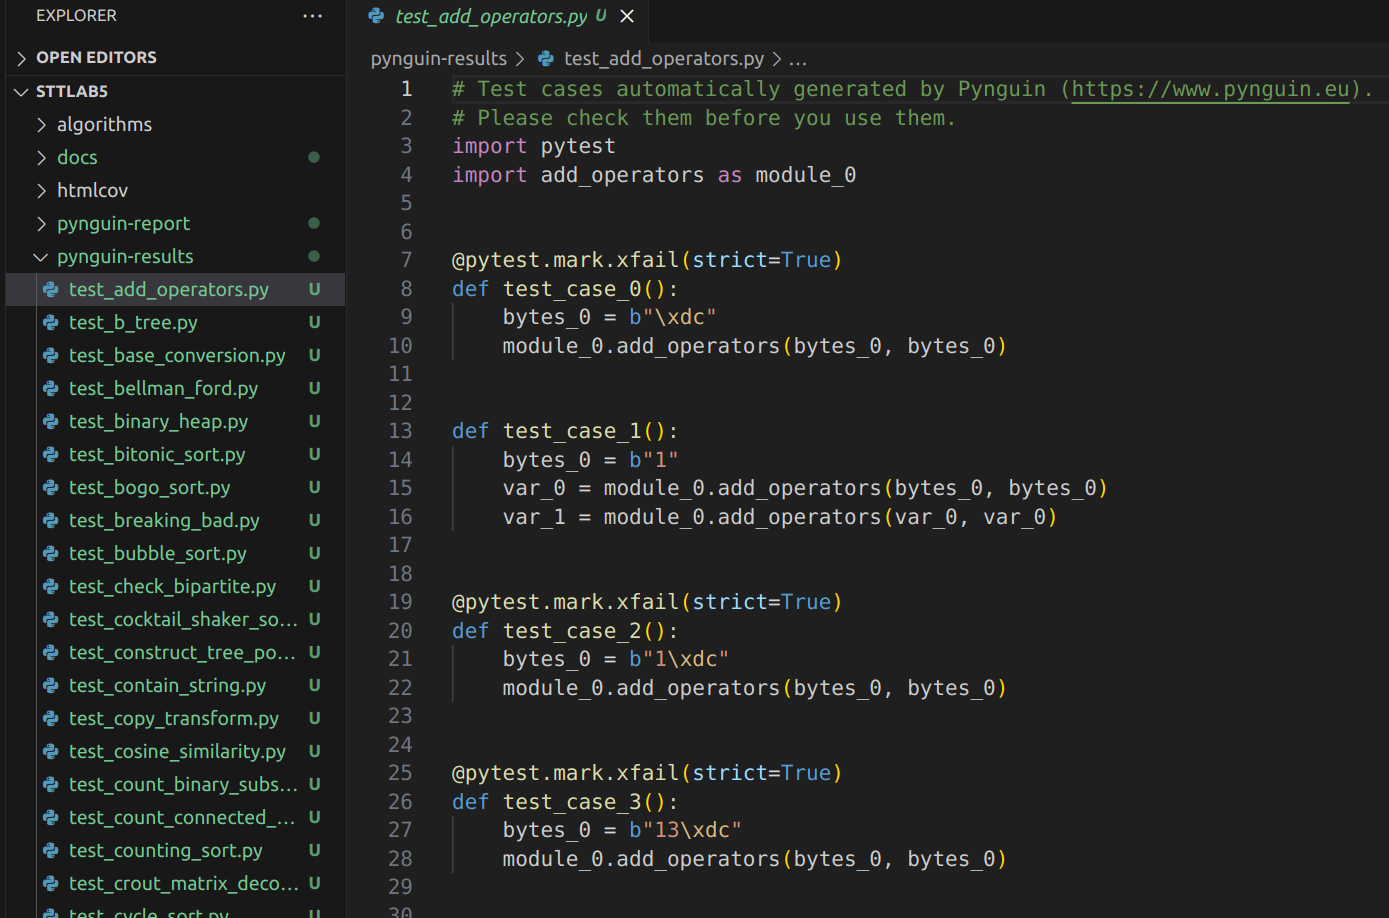 EXPLORER ...
OPEN EDITORS
STTLAB5
algorithms
docs
htmlcov
pynguin-report
pynguin-results
test_add_operators.py U
test_b_tree.py U
test_base_conversion.py U
test_bellman_ford.py U
test_binary_heap.py U
test_bitonic_sort.py U
test_bogo_sort.py U
test_breaking_bad.py U
test_bubble_sort.py U
test_check_bipartite.py U
test_cocktail_shaker_so... U
test_construct_tree_po... U
test_contain_string.py U
test_copy_transform.py U
test_cosine_similarity.py U
test_count_binary_subs... U
test_count_connected_... U
test_counting_sort.py U
test_crout_matrix_deco... U
test_cycle_sort.py U
test_add_operators.py U
pynguin-results > test_add_operators.py > ...
1 # Test cases automatically generated by Pynguin (https://www.pynguin.eu).
2 # Please check them before you use them.
3 import pytest
4 import add_operators as module_0
5
6
7 @pytest.mark.xfail(strict=True)
8 def test_case_0():
9     bytes_0 = b"\xdc"
10     module_0.add_operators(bytes_0, bytes_0)
11
12
13 def test_case_1():
14     bytes_0 = b"1"
15     var_0 = module_0.add_operators(bytes_0, bytes_0)
16     var_1 = module_0.add_operators(var_0, var_0)
17
18
19 @pytest.mark.xfail(strict=True)
20 def test_case_2():
21     bytes_0 = b"1\xdc"
22     module_0.add_operators(bytes_0, bytes_0)
23
24
25 @pytest.mark.xfail(strict=True)
26 def test_case_3():
27     bytes_0 = b"13\xdc"
28     module_0.add_operators(bytes_0, bytes_0)
29
30